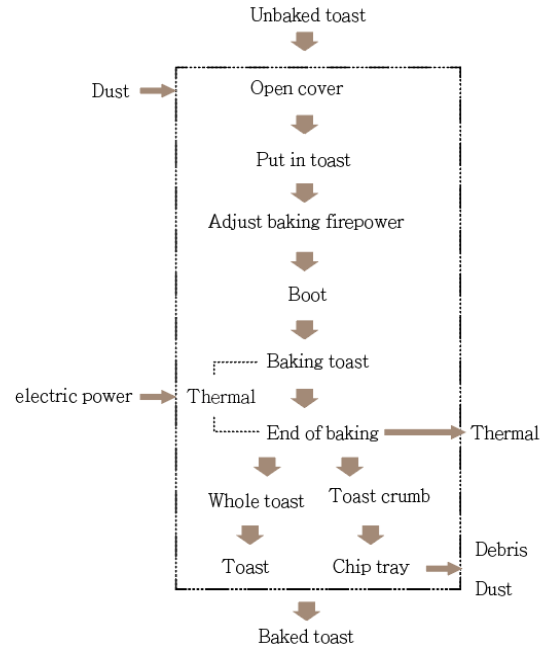 Unbaked toast
Dust
Open cover
Put in toast
Adjust baking firepower
Boot
Baking toast
electric power
Thermal
End of baking
Thermal
Whole toast
Toast crumb
Toast
Chip tray
Debris
Dust
Baked toast